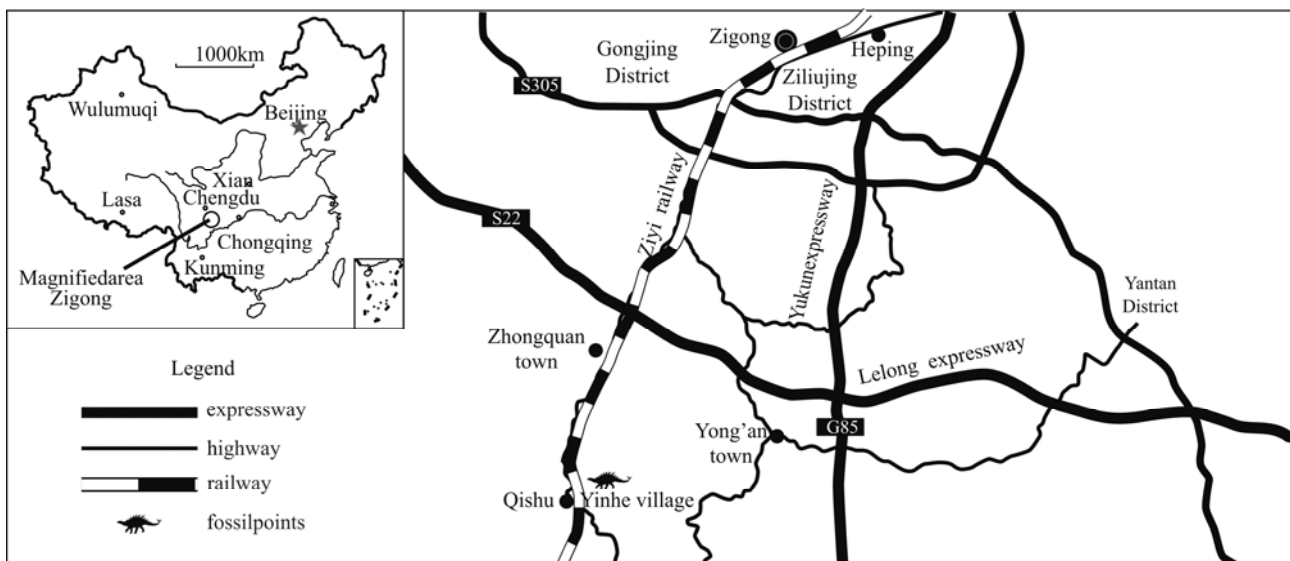 1000km
Wulumuqi
Beijing
Xian
Lasa
Chengdu
Chongqing
Kunming
Magnifiedarea
Zigong
Legend
expressway
highway
railway
fossilpoints
Zigong
Heping
Gongjing
District
Ziliujing
District
S305
S22
Ziyi railway
Yukunexpressway
Yantan
District
Zhongquan
town
Lelong expressway
Yong'an
town
G85
Qishu
Yinhe village